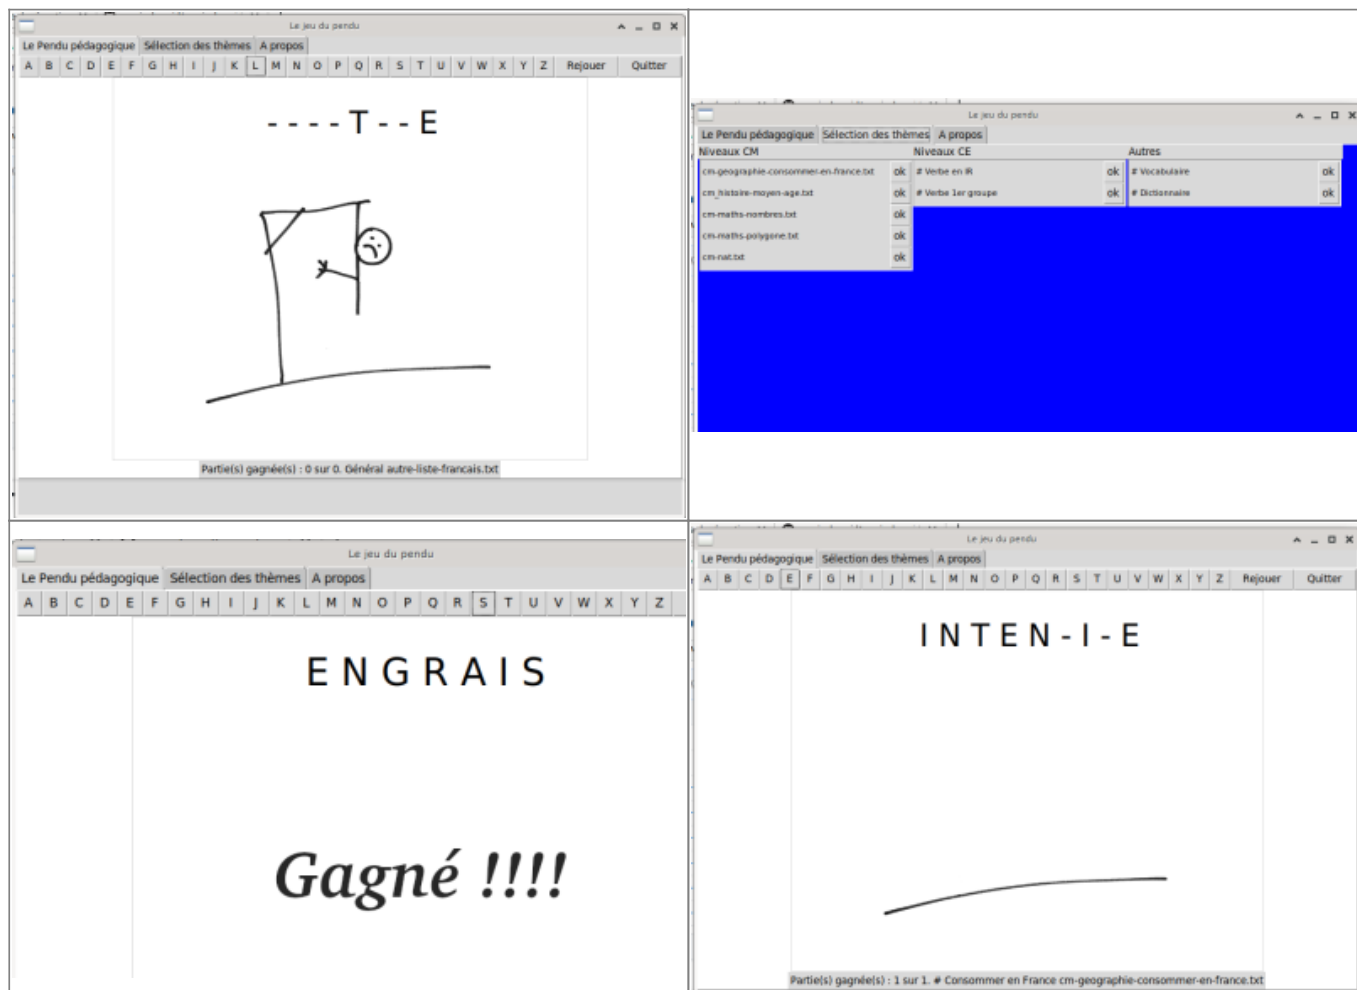 Le jeu du pendu
Le Pendu pédagogique Sélection des thèmes A propos
A B C D E F G H I J K L M N O P Q R S T U V W X Y Z Rejouer Quitter
- - - - T - - E
Partie(s) gagnée(s) : 0 sur 0. Général autre-liste-francais.txt
Le jeu du pendu
Le Pendu pédagogique Sélection des thèmes A propos
Niveaux CM Niveaux CE Autres
cm-geographie-consommer-en-france.txt ok # Verbe en IR ok # Vocabulaire ok
cm_histoire-moyen-age.txt ok # Verbe 1er groupe ok # Dictionnaire ok
cm-maths-nombres.txt ok
cm-maths-polygone.txt ok
cm-nat.txt ok
Le jeu du pendu
Le Pendu pédagogique Sélection des thèmes A propos
A B C D E F G H I J K L M N O P Q R S T U V W X Y Z
E N G R A I S
Gagné !!!!
Le jeu du pendu
Le Pendu pédagogique Sélection des thèmes A propos
A B C D E F G H I J K L M N O P Q R S T U V W X Y Z Rejouer Quitter
I N T E N - I - E
Partie(s) gagnée(s) : 1 sur 1. # Consommer en France cm-geographie-consommer-en-france.txt